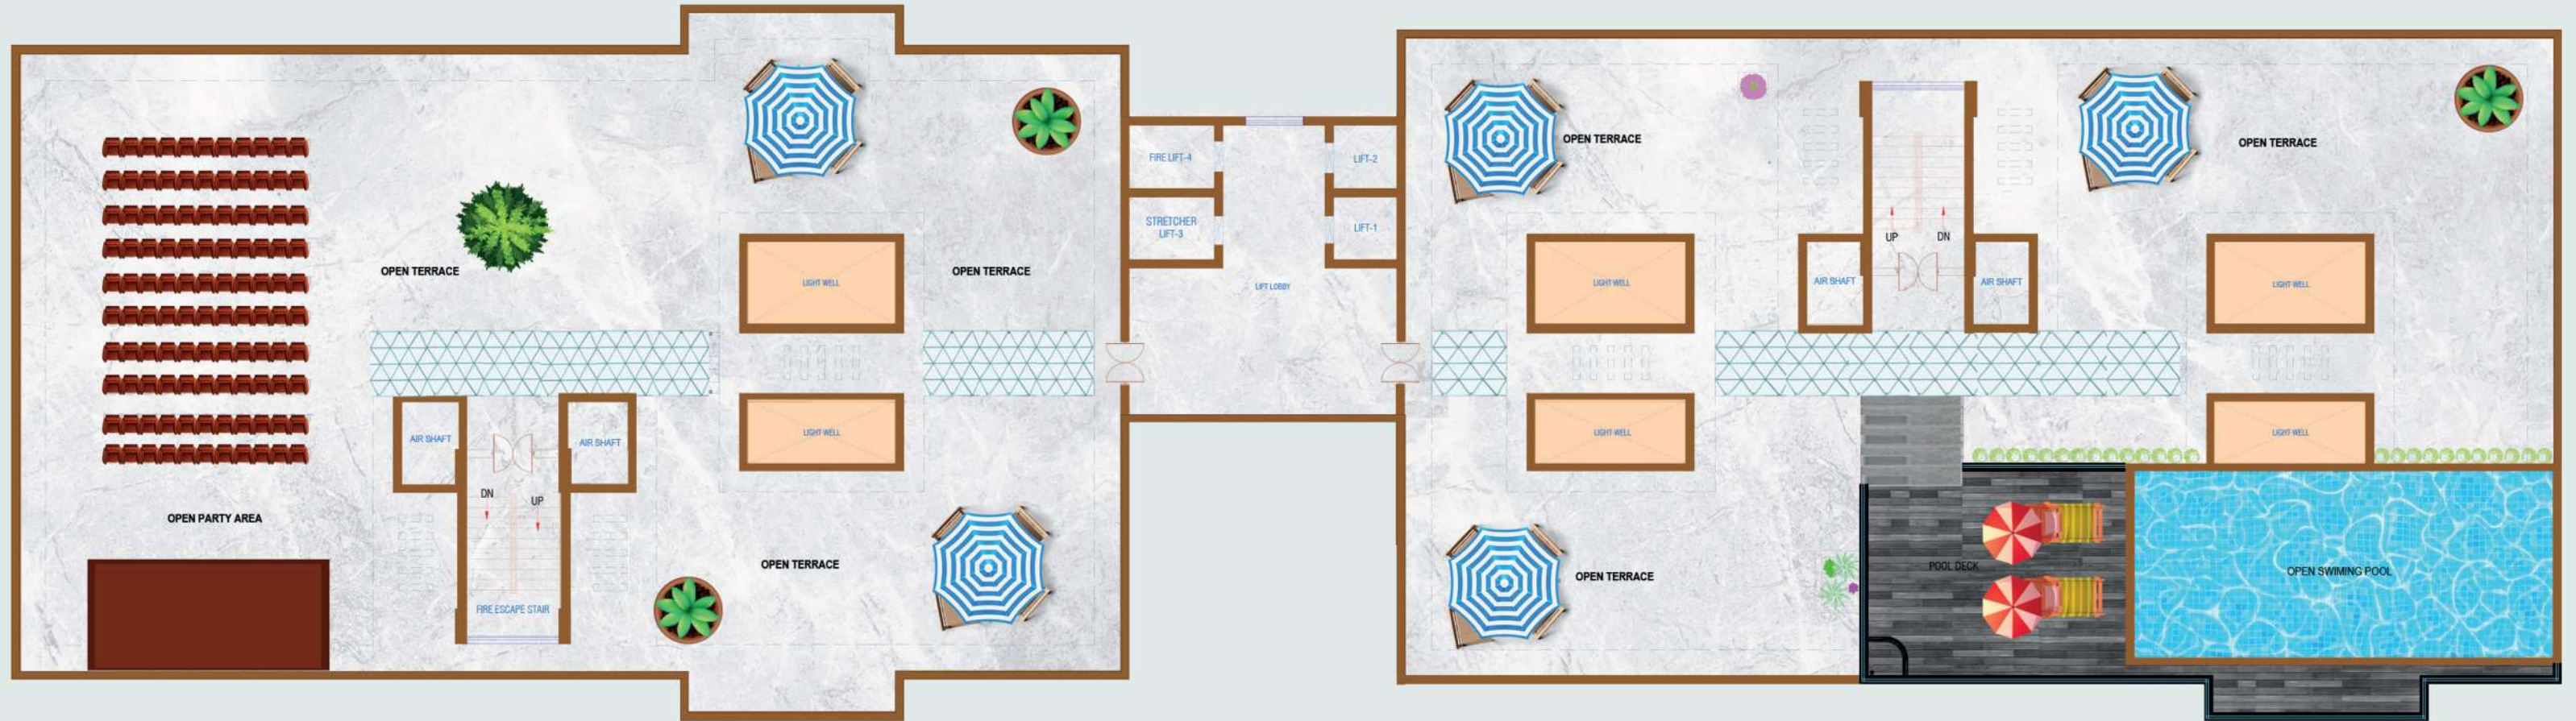 OPEN TERRACE
OPEN TERRACE
OPEN TERRACE
LIGHT WELL
LIGHT WELL
AIR SHAFT
AIR SHAFT
DN
UP
FIRE ESCAPE STAIR
OPEN PARTY AREA
FIRE LIFT-4
STRETCHER
LIFT-3
LIFT-2
LIFT-1
LIFT LOBBY
OPEN TERRACE
OPEN TERRACE
UP
DN
AIR SHAFT
AIR SHAFT
LIGHT WELL
LIGHT WELL
LIGHT WELL
LIGHT WELL
OPEN TERRACE
POOL DECK
OPEN SWIMING POOL